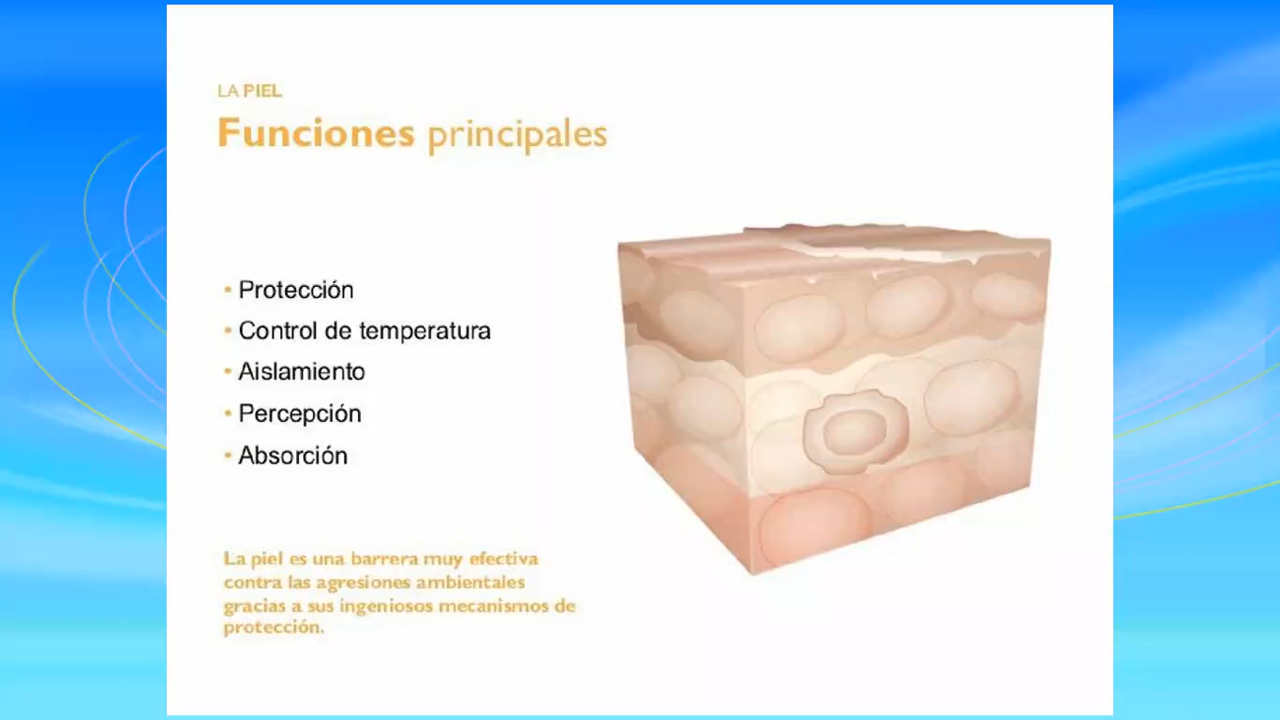 LA PIEL
Funciones principales
• Protección
• Control de temperatura
• Aislamiento
• Percepción
• Absorción
La piel es una barrera muy efectiva
contra las agresiones ambientales
gracias a sus ingeniosos mecanismos de
protección.